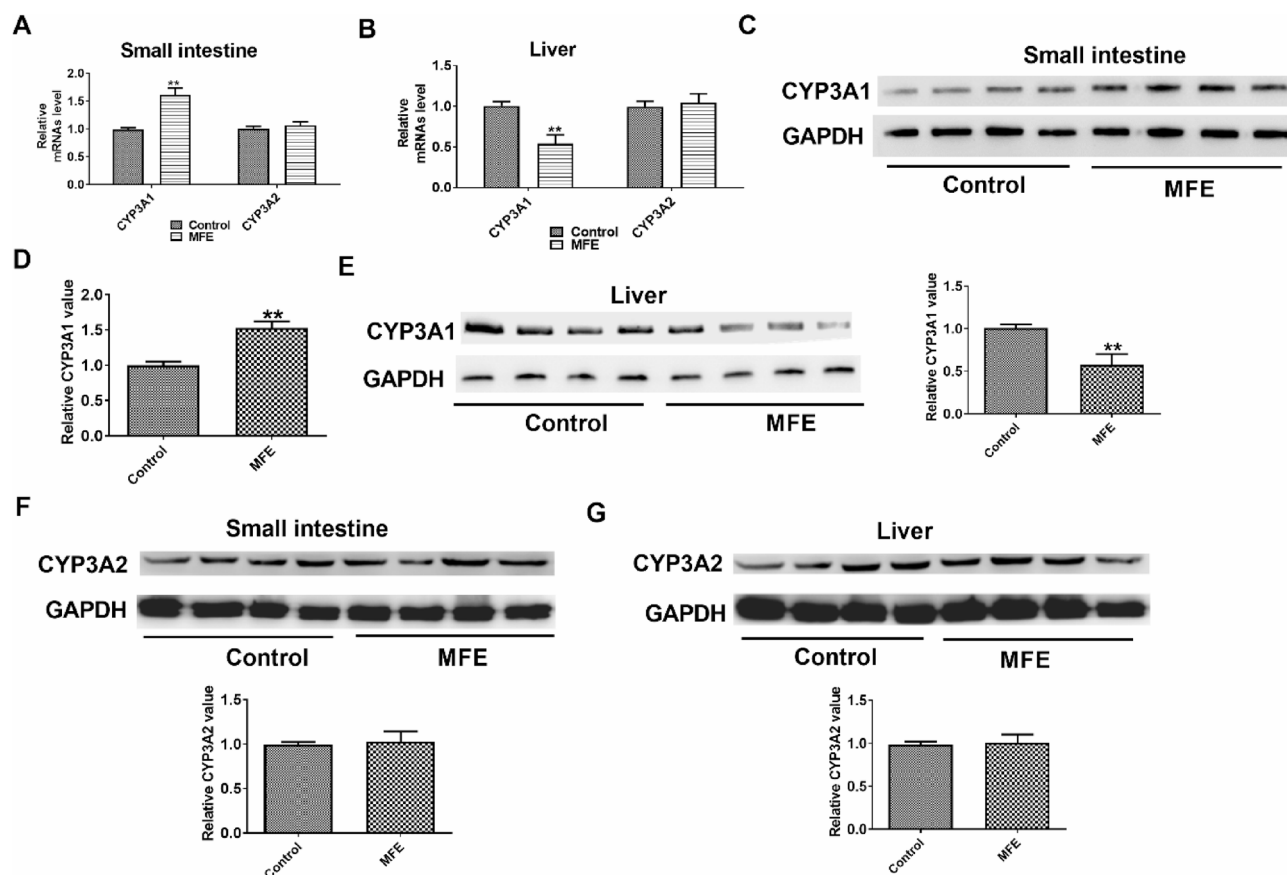 A
Small intestine
Relative
mRNAs level
2.0
1.5
1.0
0.5
0.0
**
CYP3A1
CYP3A2
Control
MFE
B
Liver
Relative
mRNAs level
1.5
1.0
0.5
0.0
**
CYP3A1
CYP3A2
Control
MFE
C
Small intestine
CYP3A1
GAPDH
Control
MFE
D
Relative CYP3A1 value
2.0
1.5
1.0
0.5
0.0
**
Control
MFE
E
Liver
CYP3A1
GAPDH
Control
MFE
Relative CYP3A1 value
1.5
1.0
0.5
0.0
**
Control
MFE
F
Small intestine
CYP3A2
GAPDH
Control
MFE
Relative CYP3A2 value
1.5
1.0
0.5
0.0
Control
MFE
G
Liver
CYP3A2
GAPDH
Control
MFE
Relative CYP3A2 value
1.5
1.0
0.5
0.0
Control
MFE